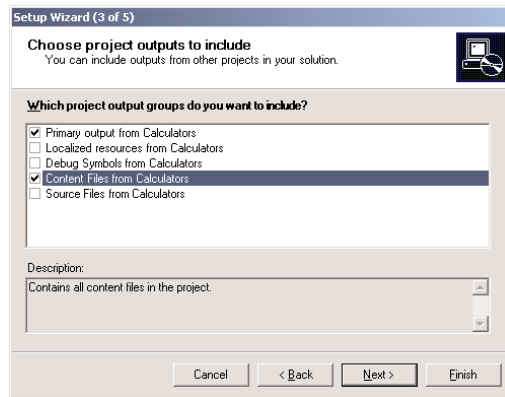 Setup Wizard (3 of 5)
Choose project outputs to include
You can include outputs from other projects in your solution.
Which project output groups do you want to include?
Primary output from Calculators
Localized resources from Calculators
Debug Symbols from Calculators
Content Files from Calculators
Source Files from Calculators
Description:
Contains all content files in the project.
Cancel
< Back
Next >
Finish